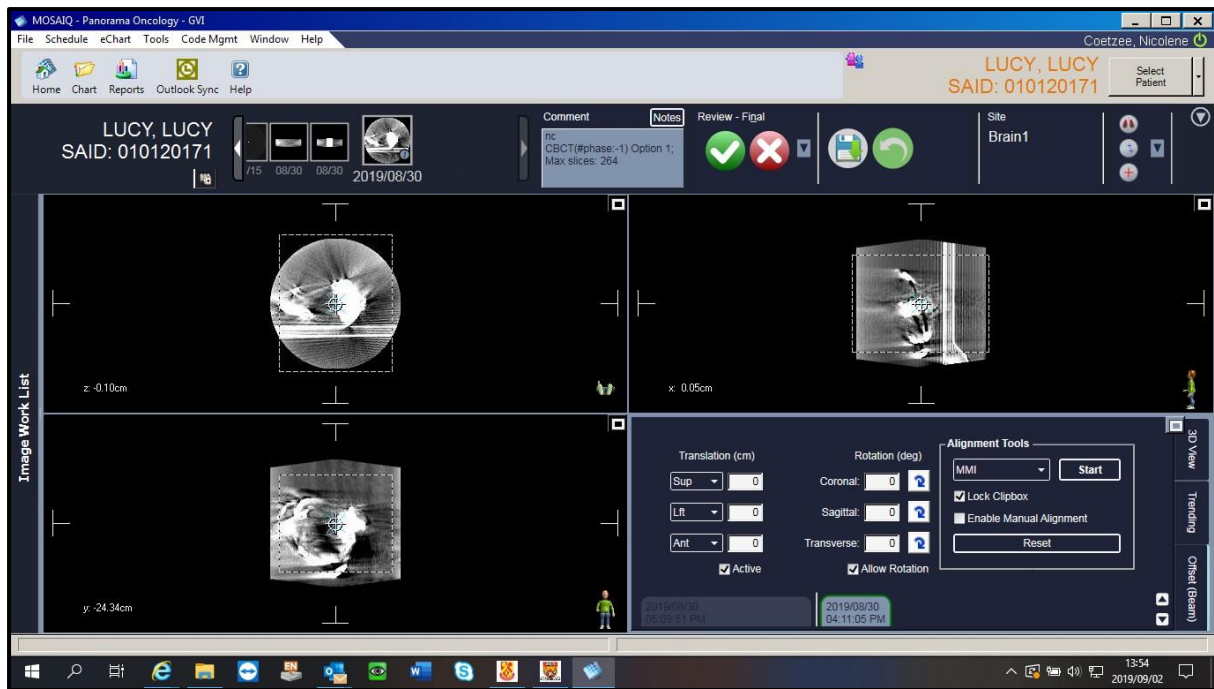 MOSAIQ - Panorama Oncology - GVI
File Schedule eChart Tools Code Mgmt Window Help
Coetzee, Nicolene
Home Chart Reports Outlook Sync Help
LUCY, LUCY
SAID: 010120171
Select
Patient
LUCY, LUCY
SAID: 010120171
/15 08/30 08/30 2019/08/30
Comment Notes
nc
CBCT(#phase:-1) Option 1;
Max slices: 264
Review - Final
Site
Brain1
Image Work List
z: -0.10cm
x: 0.05cm
y: -24.34cm
Translation (cm)
Sup 0
Lft 0
Ant 0
Active
Rotation (deg)
Coronal: 0
Sagittal: 0
Transverse: 0
Allow Rotation
Alignment Tools
MMI Start
Lock Clipbox
Enable Manual Alignment
Reset
3D View
Trending
Offset (Beam)
2019/08/30
05:09:51 PM
2019/08/30
04:11:05 PM
EN
13:54
2019/09/02